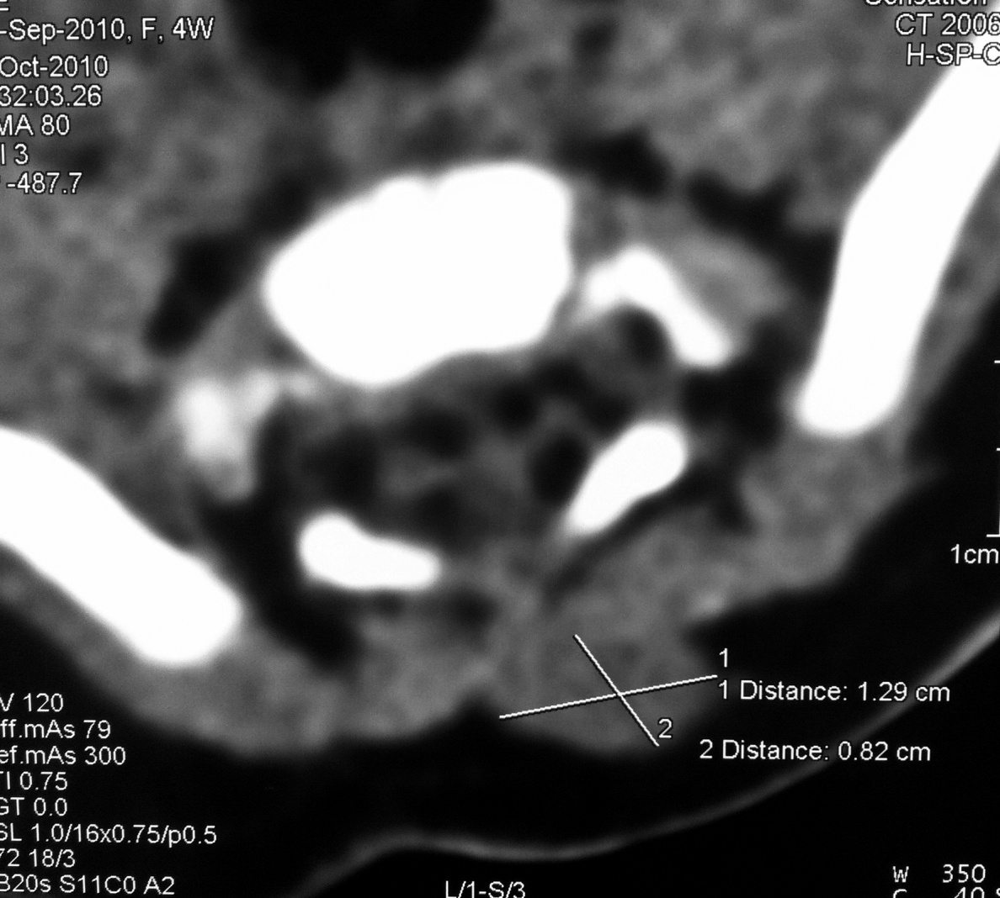 -Sep-2010, F, 4W
Oct-2010
32:03.26
MA 80
I 3
-487.7
Sensation
CT 2006
H-SP-C
1cm
1
1 Distance: 1.29 cm
2
2 Distance: 0.82 cm
V 120
ff.mAs 79
ef.mAs 300
TI 0.75
GT 0.0
SL 1.0/16x0.75/p0.5
72 18/3
B20s S11C0 A2
L/1-S/3
W 350
C 40